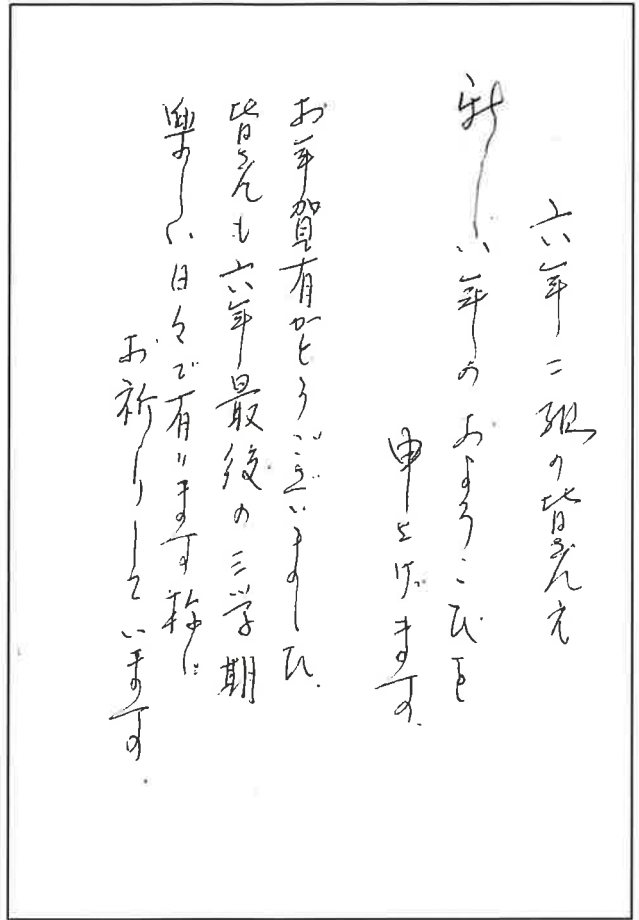 六年二組の皆さんえ
新しい年のおよろこびを
申上げます。
お年賀有がとうございました。
皆さんも六年最後の三学期
楽しい日々で有ります様に
お祈りしています。